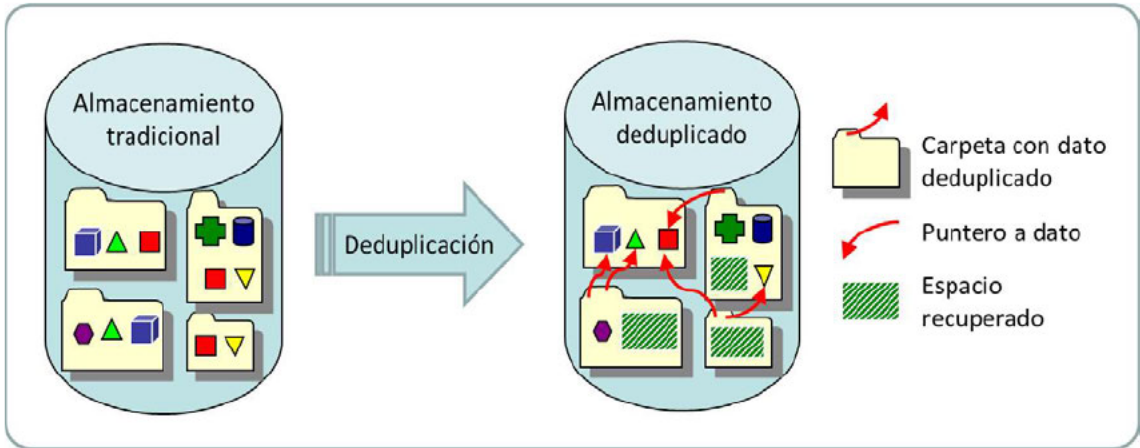 Almacenamiento
tradicional
Deduplicación
Almacenamiento
deduplicado
Carpeta con dato
deduplicado
Puntero a dato
Espacio
recuperado